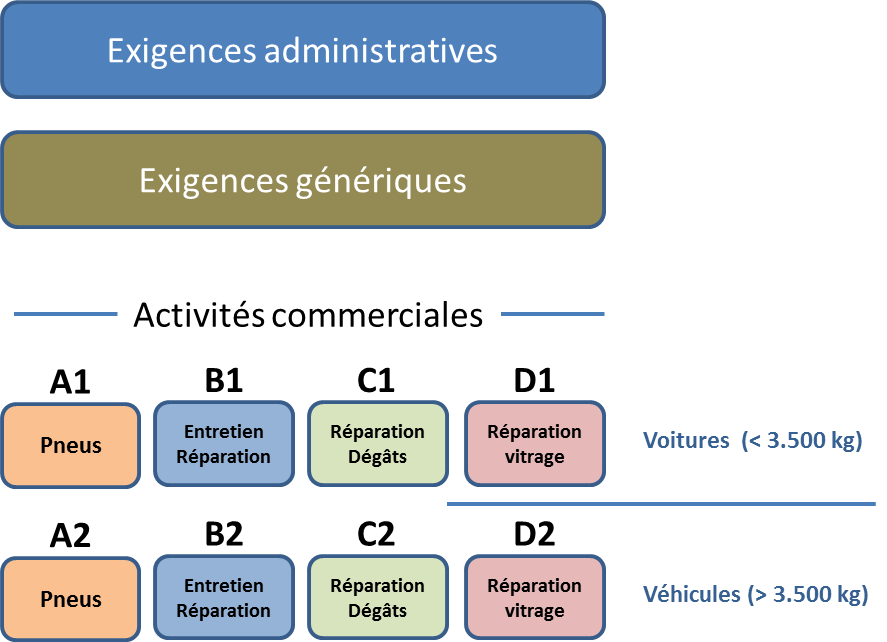 Exigences administratives
Exigences génériques
Activités commerciales
A1 B1 C1 D1
Pneus
Entretien
Réparation
Réparation
Dégâts
Réparation
vitrage
Voitures (< 3.500 kg)
A2 B2 C2 D2
Pneus
Entretien
Réparation
Réparation
Dégâts
Réparation
vitrage
Véhicules (> 3.500 kg)